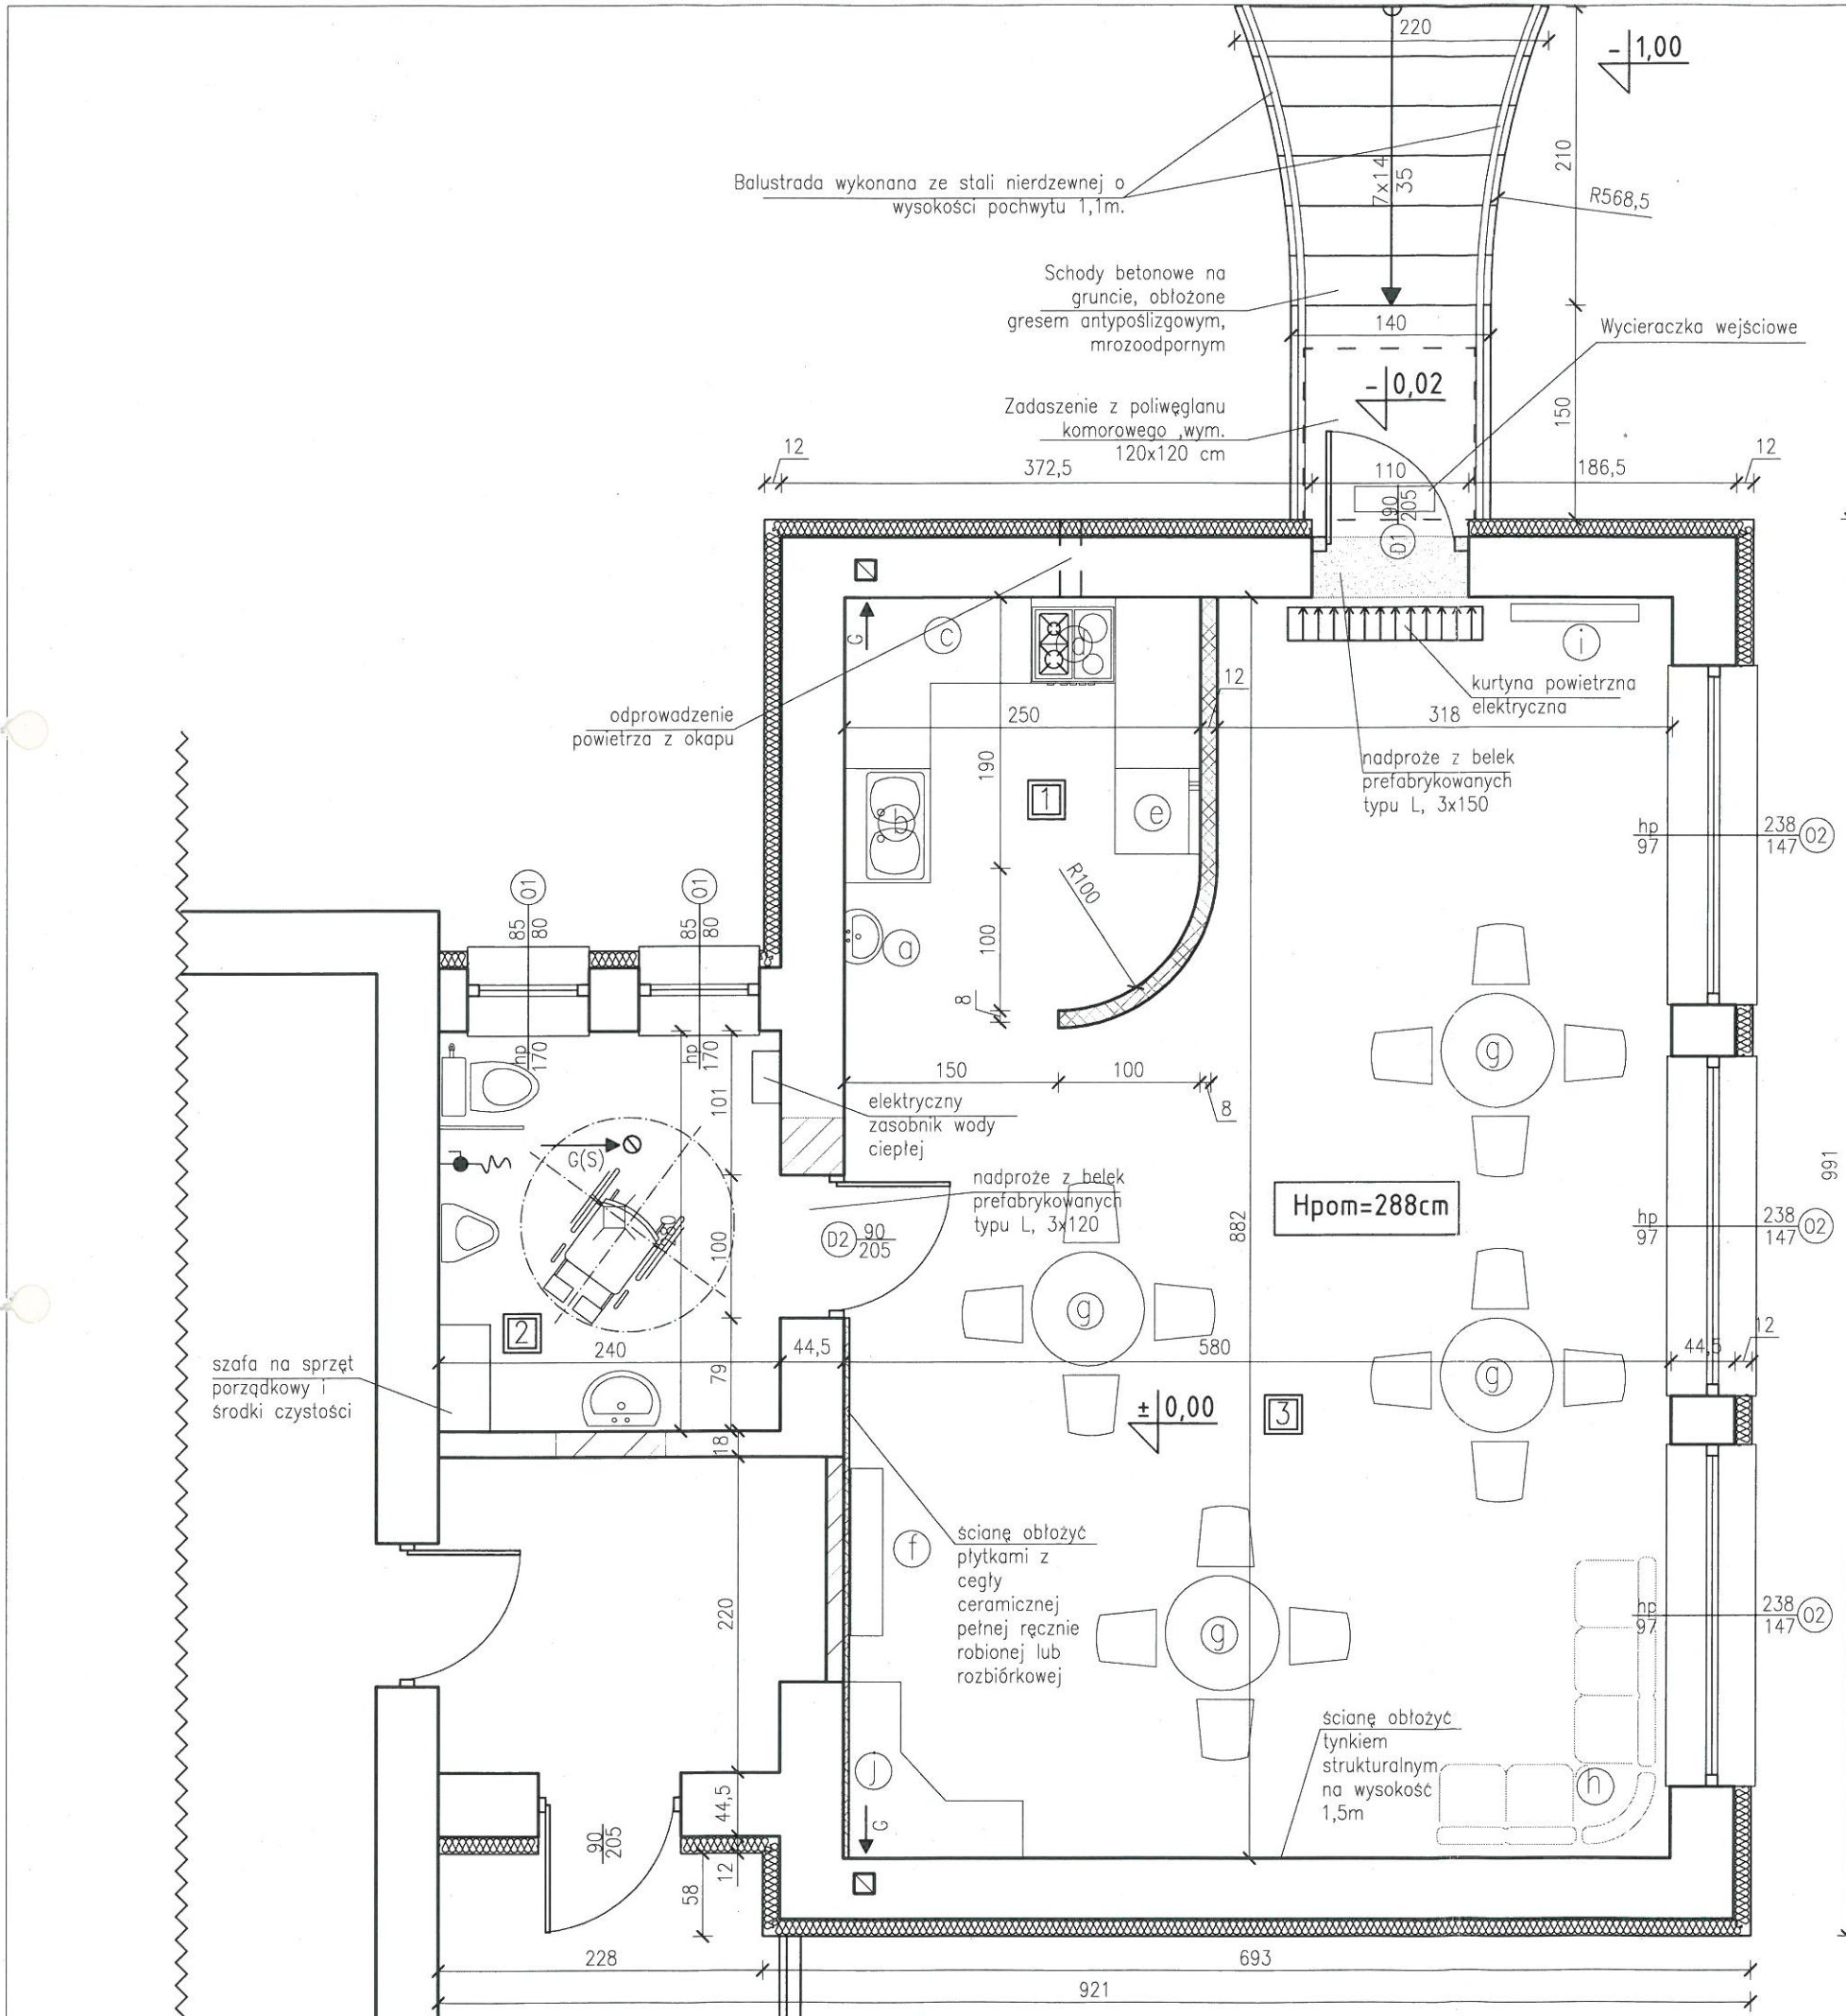 220
- 1,00
210
7x14
35
R568,5
Balustrada wykonana ze stali nierdzewnej o
wysokości pochwytu 1,1m.
Schody betonowe na
gruncie, obłożone
gresem antypoślizgowym,
mrozoodpornym
140
Wycieraczka wejściowe
- 0,02
150
Zadaszenie z poliwęglanu
komorowego ,wym.
120x120 cm
12
372,5
110
186,5
12
90
205
D1
G
c
d
i
12
kurtyna powietrzna
elektryczna
odprowadzenie
powietrza z okapu
250
318
190
nadproże z belek
prefabrykowanych
typu L, 3x150
1
b
e
hp
97
238
147
O2
O1
85
80
O1
85
80
R100
a
100
8
g
hp
170
hp
170
101
150
100
8
elektryczny
zasobnik wody
ciepłej
G(S)
nadproże z belek
prefabrykowanych
typu L, 3x120
991
Hpom=288cm
882
100
D2
90
205
hp
97
238
147
O2
g
2
240
44,5
580
44,5
12
szafa na sprzęt
porządkowy i
środki czystości
79
g
± 0,00
3
18
ścianę obłożyć
płytkami z
cegły
ceramicznej
pełnej ręcznie
robionej lub
rozbiórkowej
f
220
g
hp
97
238
147
O2
ścianę obłożyć
tynkiem
strukturalnym
na wysokość
1,5m
j
h
44,5
G
90
205
12
58
228
693
921